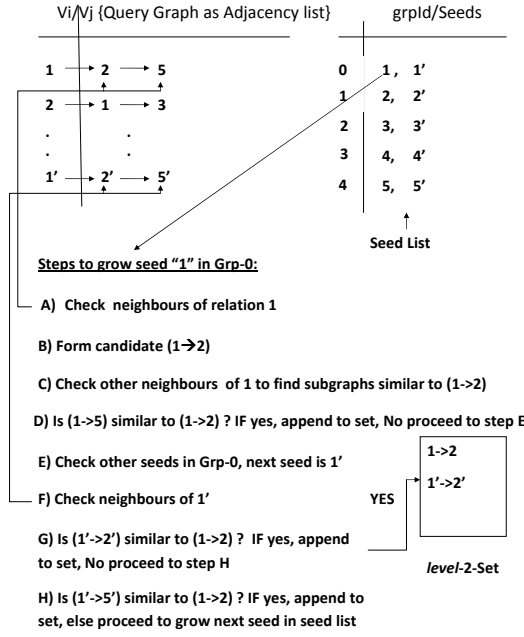 Vi/Vj {Query Graph as Adjacency list}
grpId/Seeds
1 2 5
2 1 3
. .
. .
1' 2' 5'
0 1, 1'
1 2, 2'
2 3, 3'
3 4, 4'
4 5, 5'
Seed List
Steps to grow seed “1” in Grp-0:
A) Check neighbours of relation 1
B) Form candidate (1→2)
C) Check other neighbours of 1 to find subgraphs similar to (1->2)
D) Is (1->5) similar to (1->2) ? IF yes, append to set, No proceed to step E
E) Check other seeds in Grp-0, next seed is 1'
F) Check neighbours of 1'
G) Is (1'->2') similar to (1->2) ? IF yes, append
to set, No proceed to step H
H) Is (1'->5') similar to (1->2) ? IF yes, append to
set, else proceed to grow next seed in seed list
YES
1->2
1'->2'
level-2-Set